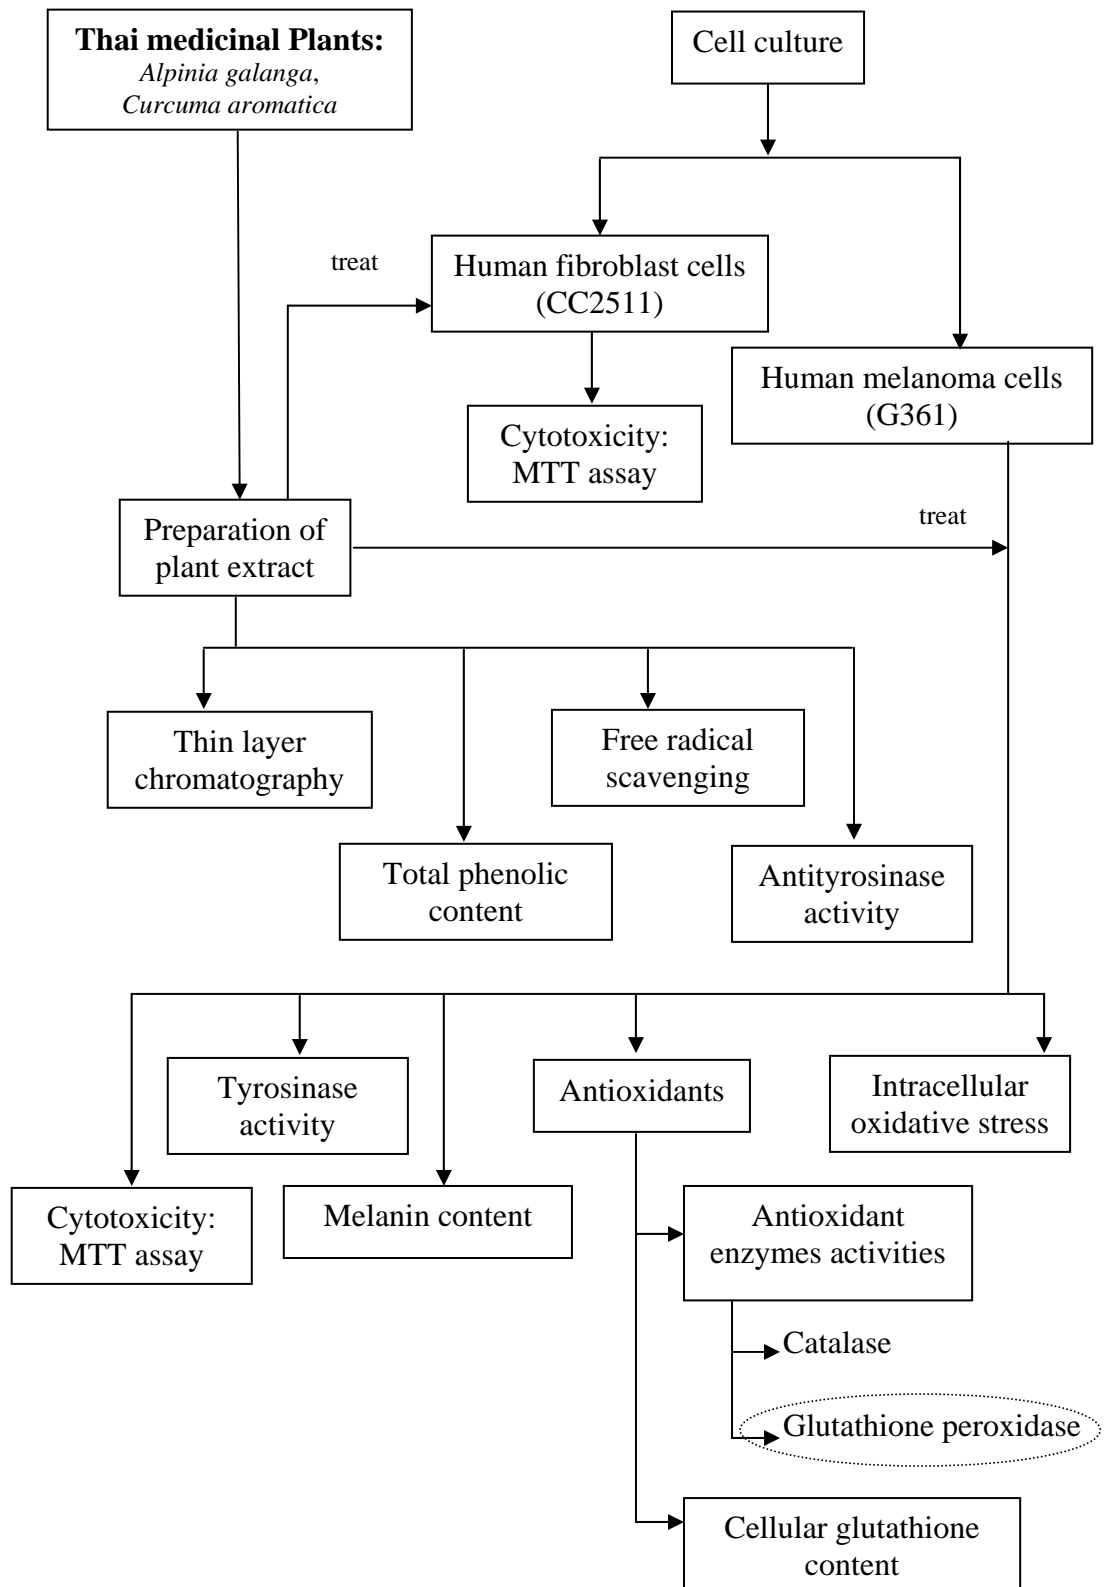 Thai medicinal Plants:
Alpinia galanga,
Curcuma aromatica
Cell culture
treat
Human fibroblast cells
(CC2511)
Human melanoma cells
(G361)
Cytotoxicity:
MTT assay
Preparation of
plant extract
treat
Thin layer
chromatography
Free radical
scavenging
Total phenolic
content
Antityrosinase
activity
Tyrosinase
activity
Antioxidants
Intracellular
oxidative stress
Cytotoxicity:
MTT assay
Melanin content
Antioxidant
enzymes activities
Catalase
Glutathione peroxidase
Cellular glutathione
content